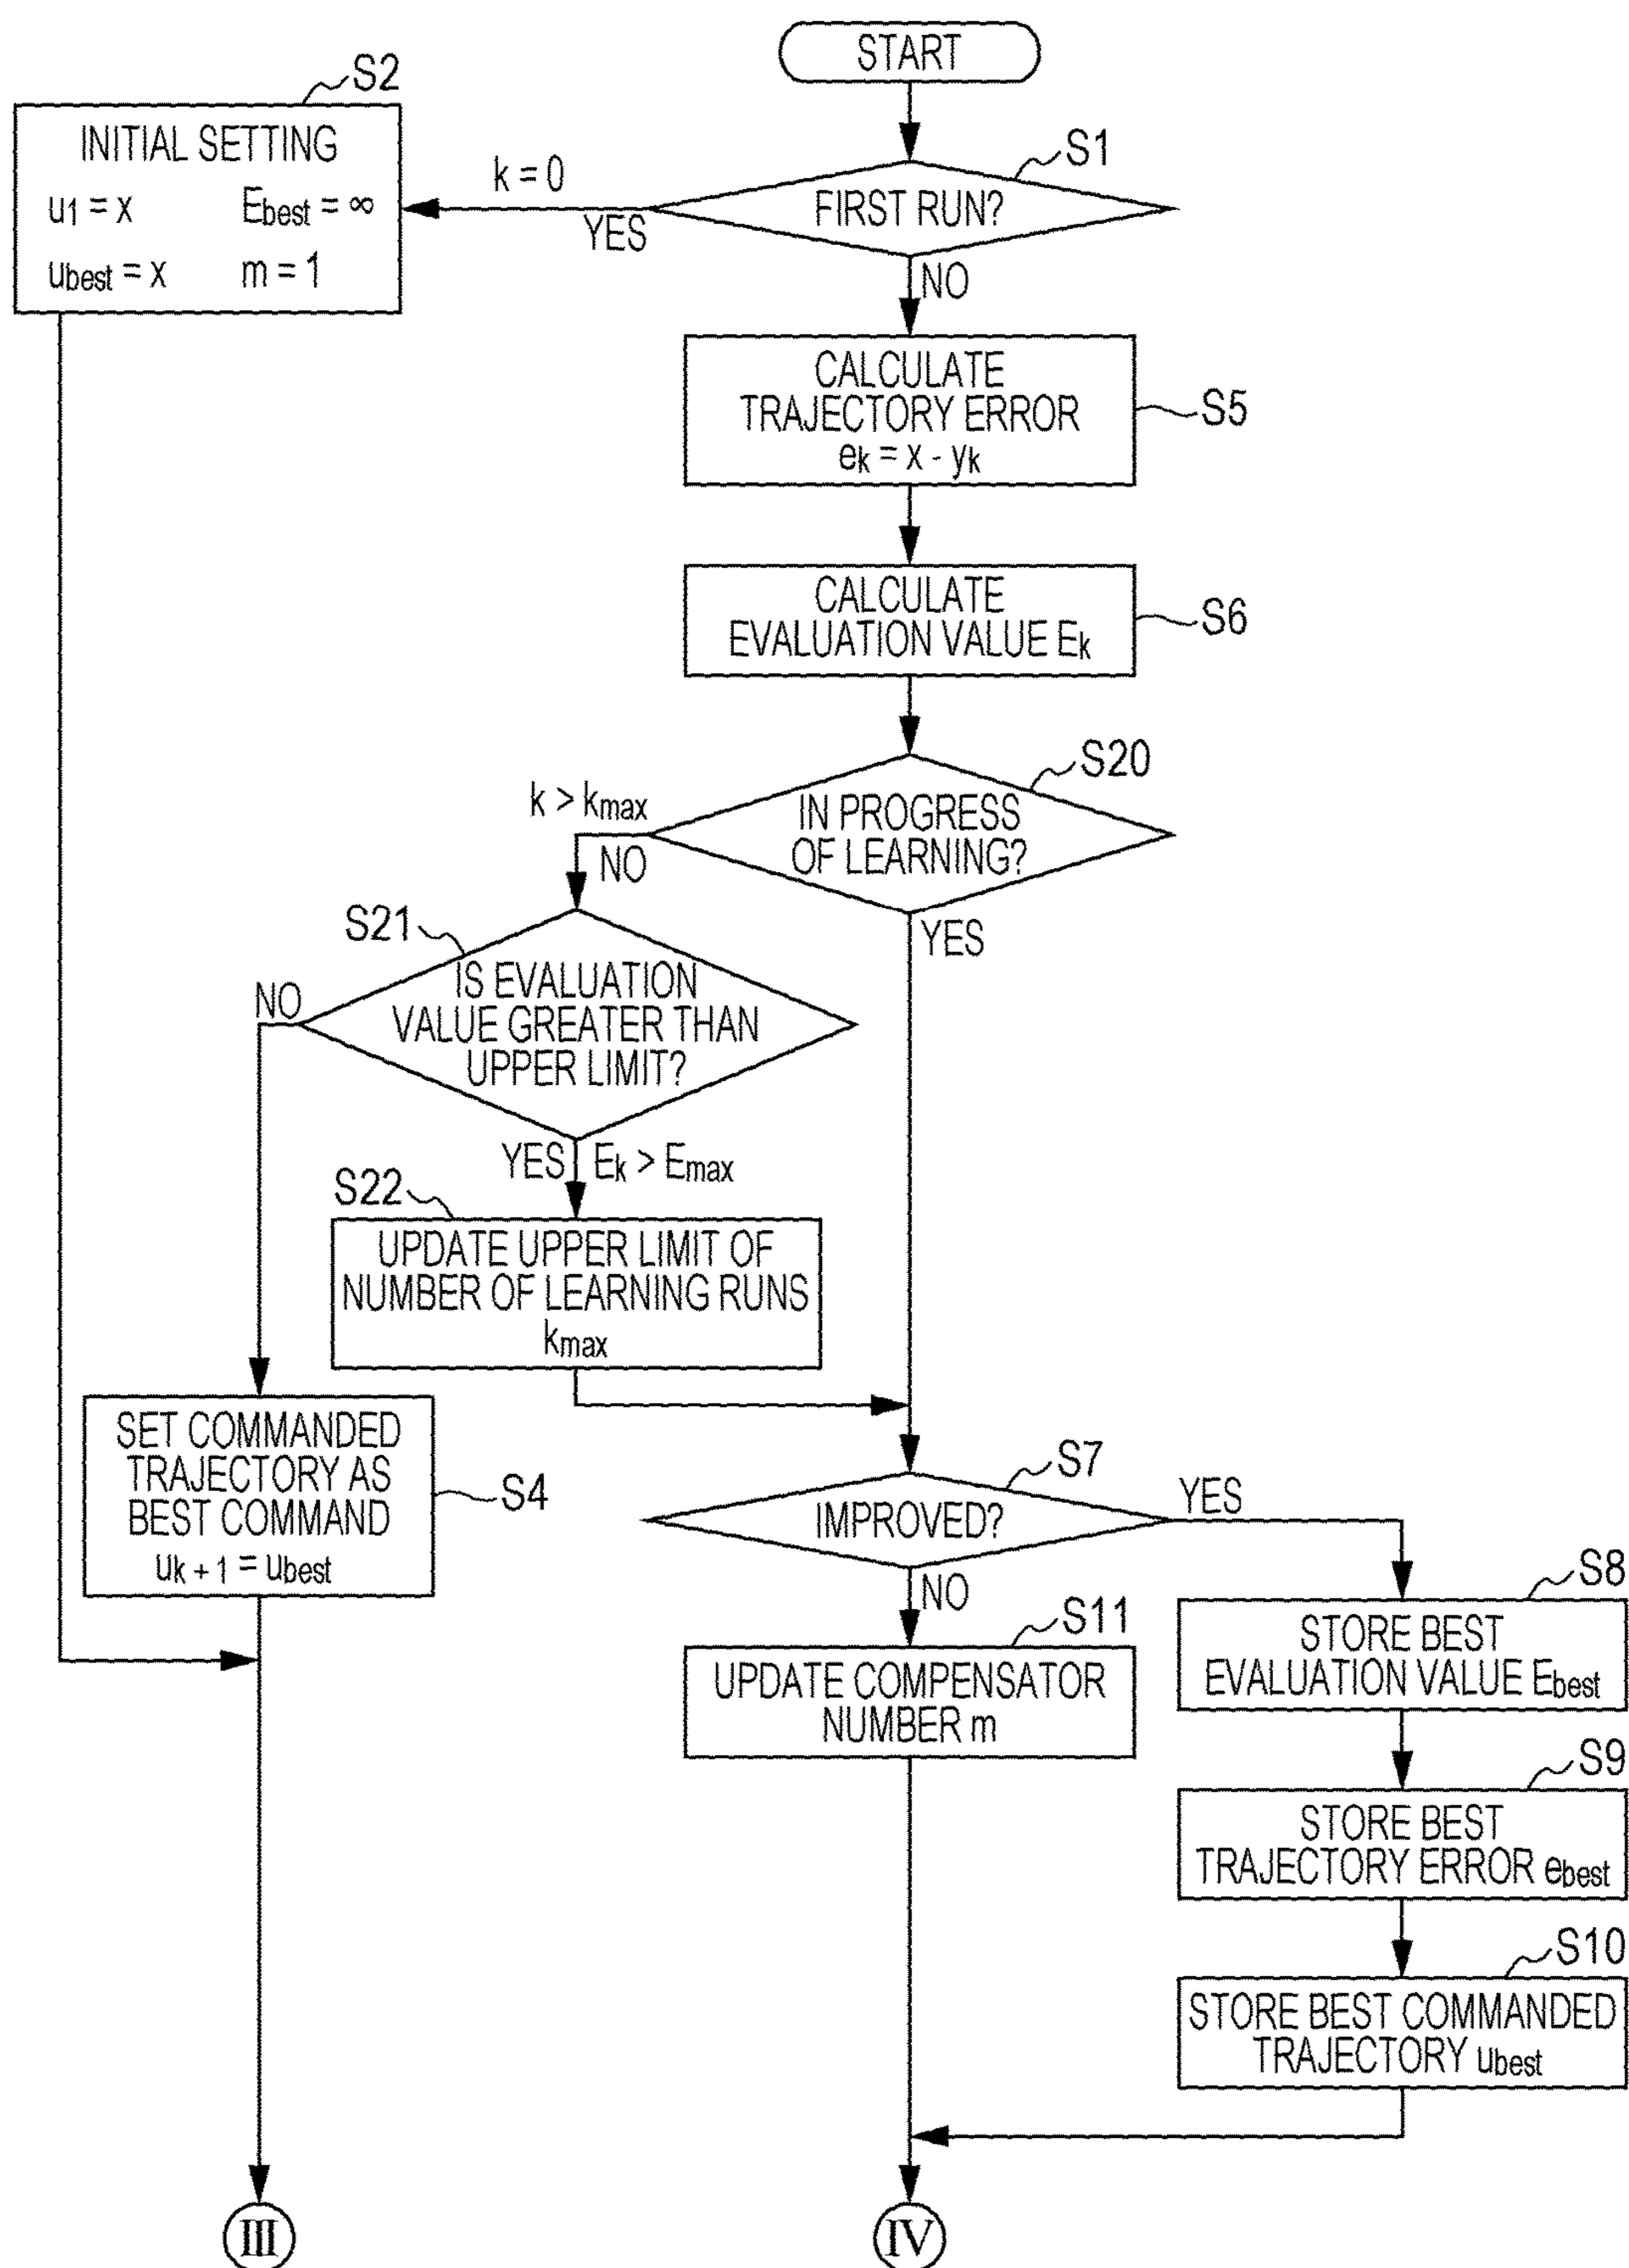 START
S1
FIRST RUN?
k = 0
YES
NO
S2
INITIAL SETTING
u1 = x Ebest = ∞
ubest = x m = 1
CALCULATE
TRAJECTORY ERROR
ek = x - yk
S5
CALCULATE
EVALUATION VALUE Ek
S6
S20
IN PROGRESS
OF LEARNING?
k > kmax
NO
YES
S21
IS EVALUATION
VALUE GREATER THAN
UPPER LIMIT?
NO
YES Ek > Emax
S22
UPDATE UPPER LIMIT OF
NUMBER OF LEARNING RUNS
kmax
SET COMMANDED
TRAJECTORY AS
BEST COMMAND
uk + 1 = ubest
S4
S7
IMPROVED?
YES
NO
S11
UPDATE COMPENSATOR
NUMBER m
S8
STORE BEST
EVALUATION VALUE Ebest
S9
STORE BEST
TRAJECTORY ERROR ebest
S10
STORE BEST COMMANDED
TRAJECTORY ubest
III
IV